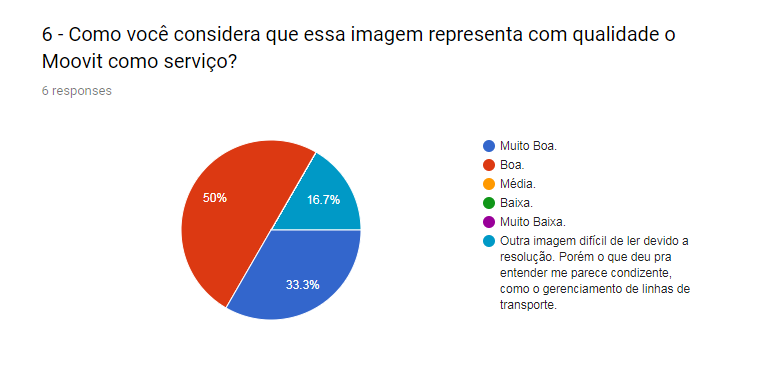 6 - Como você considera que essa imagem representa com qualidade o
Moovit como serviço?
6 responses
50%
16.7%
33.3%
Muito Boa.
Boa.
Média.
Baixa.
Muito Baixa.
Outra imagem difícil de ler devido a
resolução. Porém o que deu pra
entender me parece condizente,
como o gerenciamento de linhas de
transporte.